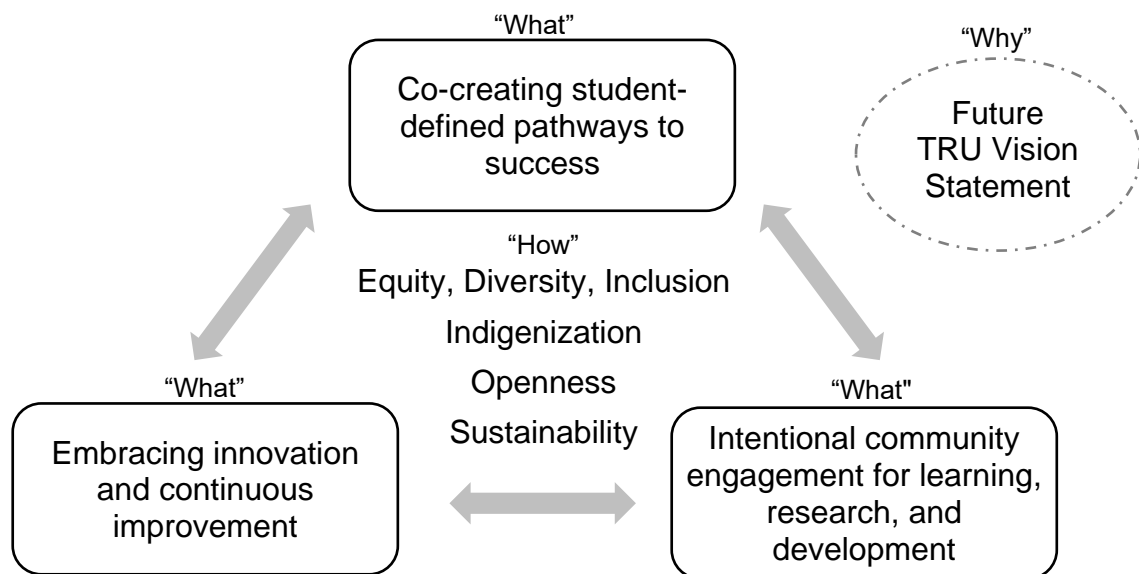 “What”
Co-creating student-
defined pathways to
success
“Why”
Future
TRU Vision
Statement
“How”
Equity, Diversity, Inclusion
Indigenization
Openness
Sustainability
“What”
Embracing innovation
and continuous
improvement
“What"
Intentional community
engagement for learning,
research, and
development